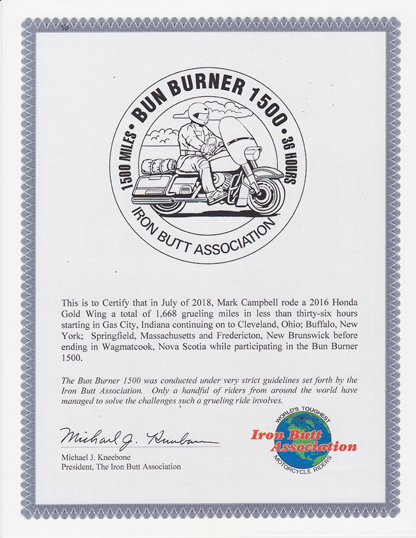 BUN BURNER 1500
1500 MILES • • 36 HOURS
IRON BUTT ASSOCIATION
This is to Certify that in July of 2018, Mark Campbell rode a 2016 Honda
Gold Wing a total of 1,668 grueling miles in less than thirty-six hours
starting in Gas City, Indiana continuing on to Cleveland, Ohio; Buffalo, New
York; Springfield, Massachusetts and Fredericton, New Brunswick before
ending in Wagmatcook, Nova Scotia while participating in the Bun Burner
1500.
The Bun Burner 1500 was conducted under very strict guidelines set forth by the
Iron Butt Association. Only a handful of riders from around the world have
managed to solve the challenges such a grueling ride involves.
Michael J. Kneebone
Michael J. Kneebone
President, The Iron Butt Association
WORLD'S TOUGHEST
Iron Butt
Association
MOTORCYCLE RIDERS